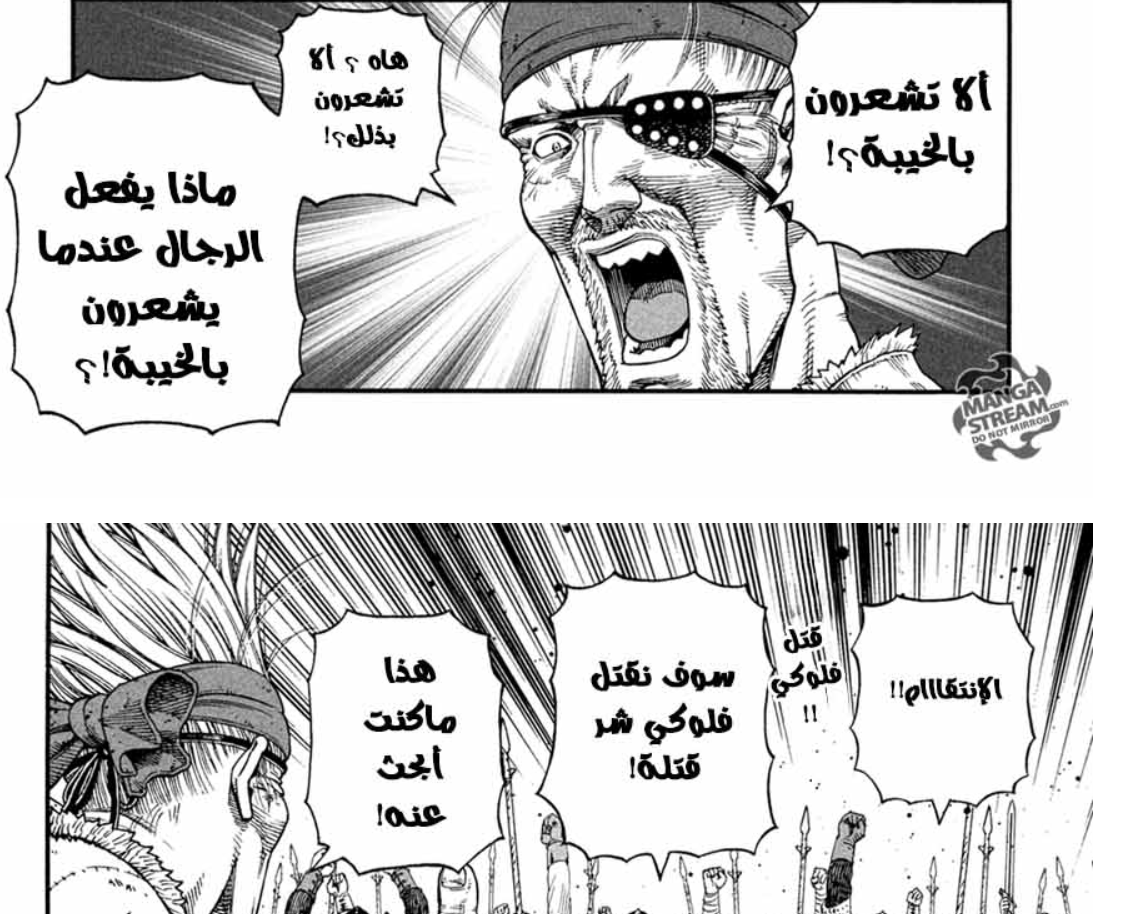 ألا تشعرون
بالخيبة؟!
هاه ؟ ألا
تشعرون
بذلك؟!
ماذا يفعل
الرجال عندما
يشعرون
بالخيبة!؟
MANGA
STREAM.com
DO NOT MIRROR
الإنتقاااام!!
قتل
فلوكي
!!
سوف نقتل
فلوكي شر
قتلة!
هذا
ماكنت
أبحث
عنه!